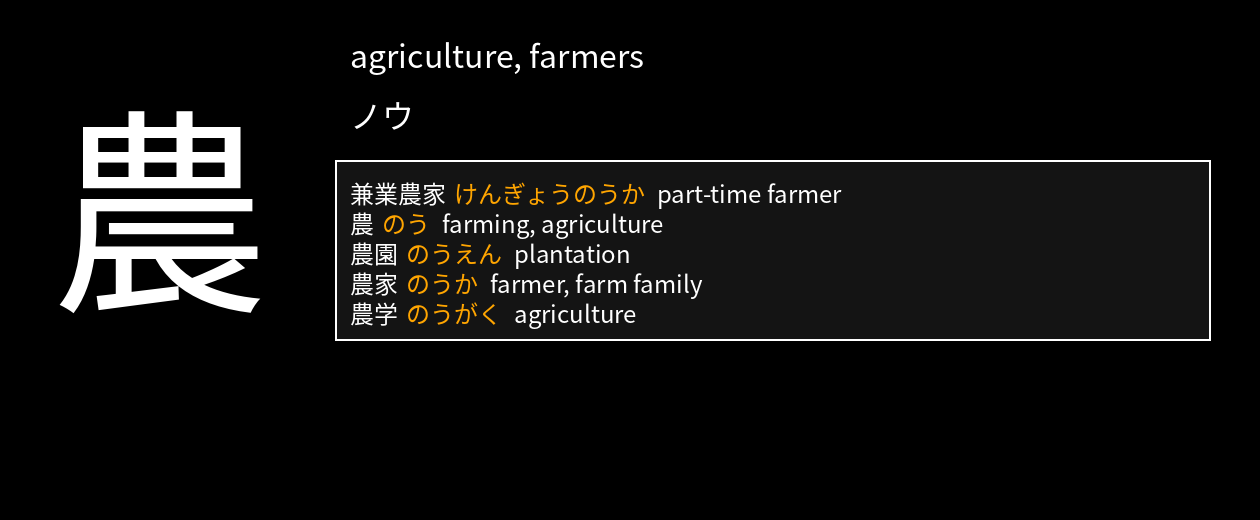 農
agriculture, farmers
ノウ
兼業農家 けんぎょうのうか part-time farmer
農 のう farming, agriculture
農園 のうえん plantation
農家 のうか farmer, farm family
農学 のうがく agriculture